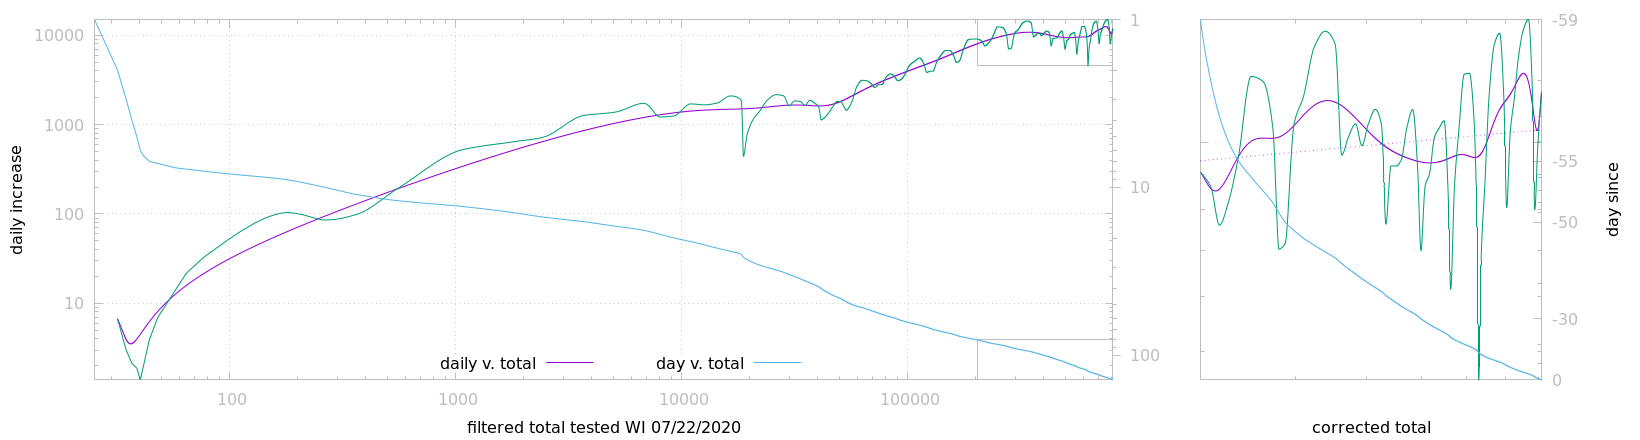 10000
1000
100
10
daily increase
daily v. total
day v. total
100
1000
10000
100000
filtered total tested WI 07/22/2020
1
10
100
-59
-55
-50
-30
0
day since
corrected total